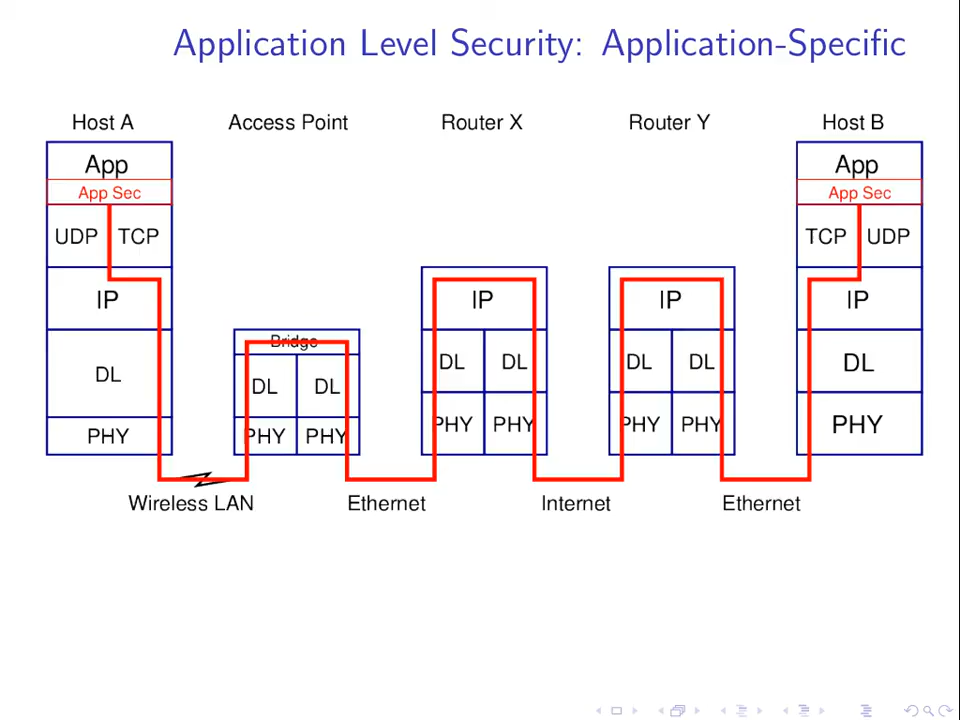 Application Level Security: Application-Specific
Host A Access Point Router X Router Y Host B
App App
App Sec App Sec
UDP TCP TCP UDP
IP IP IP IP
Bridge
DL DL DL DL DL DL DL DL
PHY PHY PHY PHY PHY PHY PHY PHY
Wireless LAN Ethernet Internet Ethernet